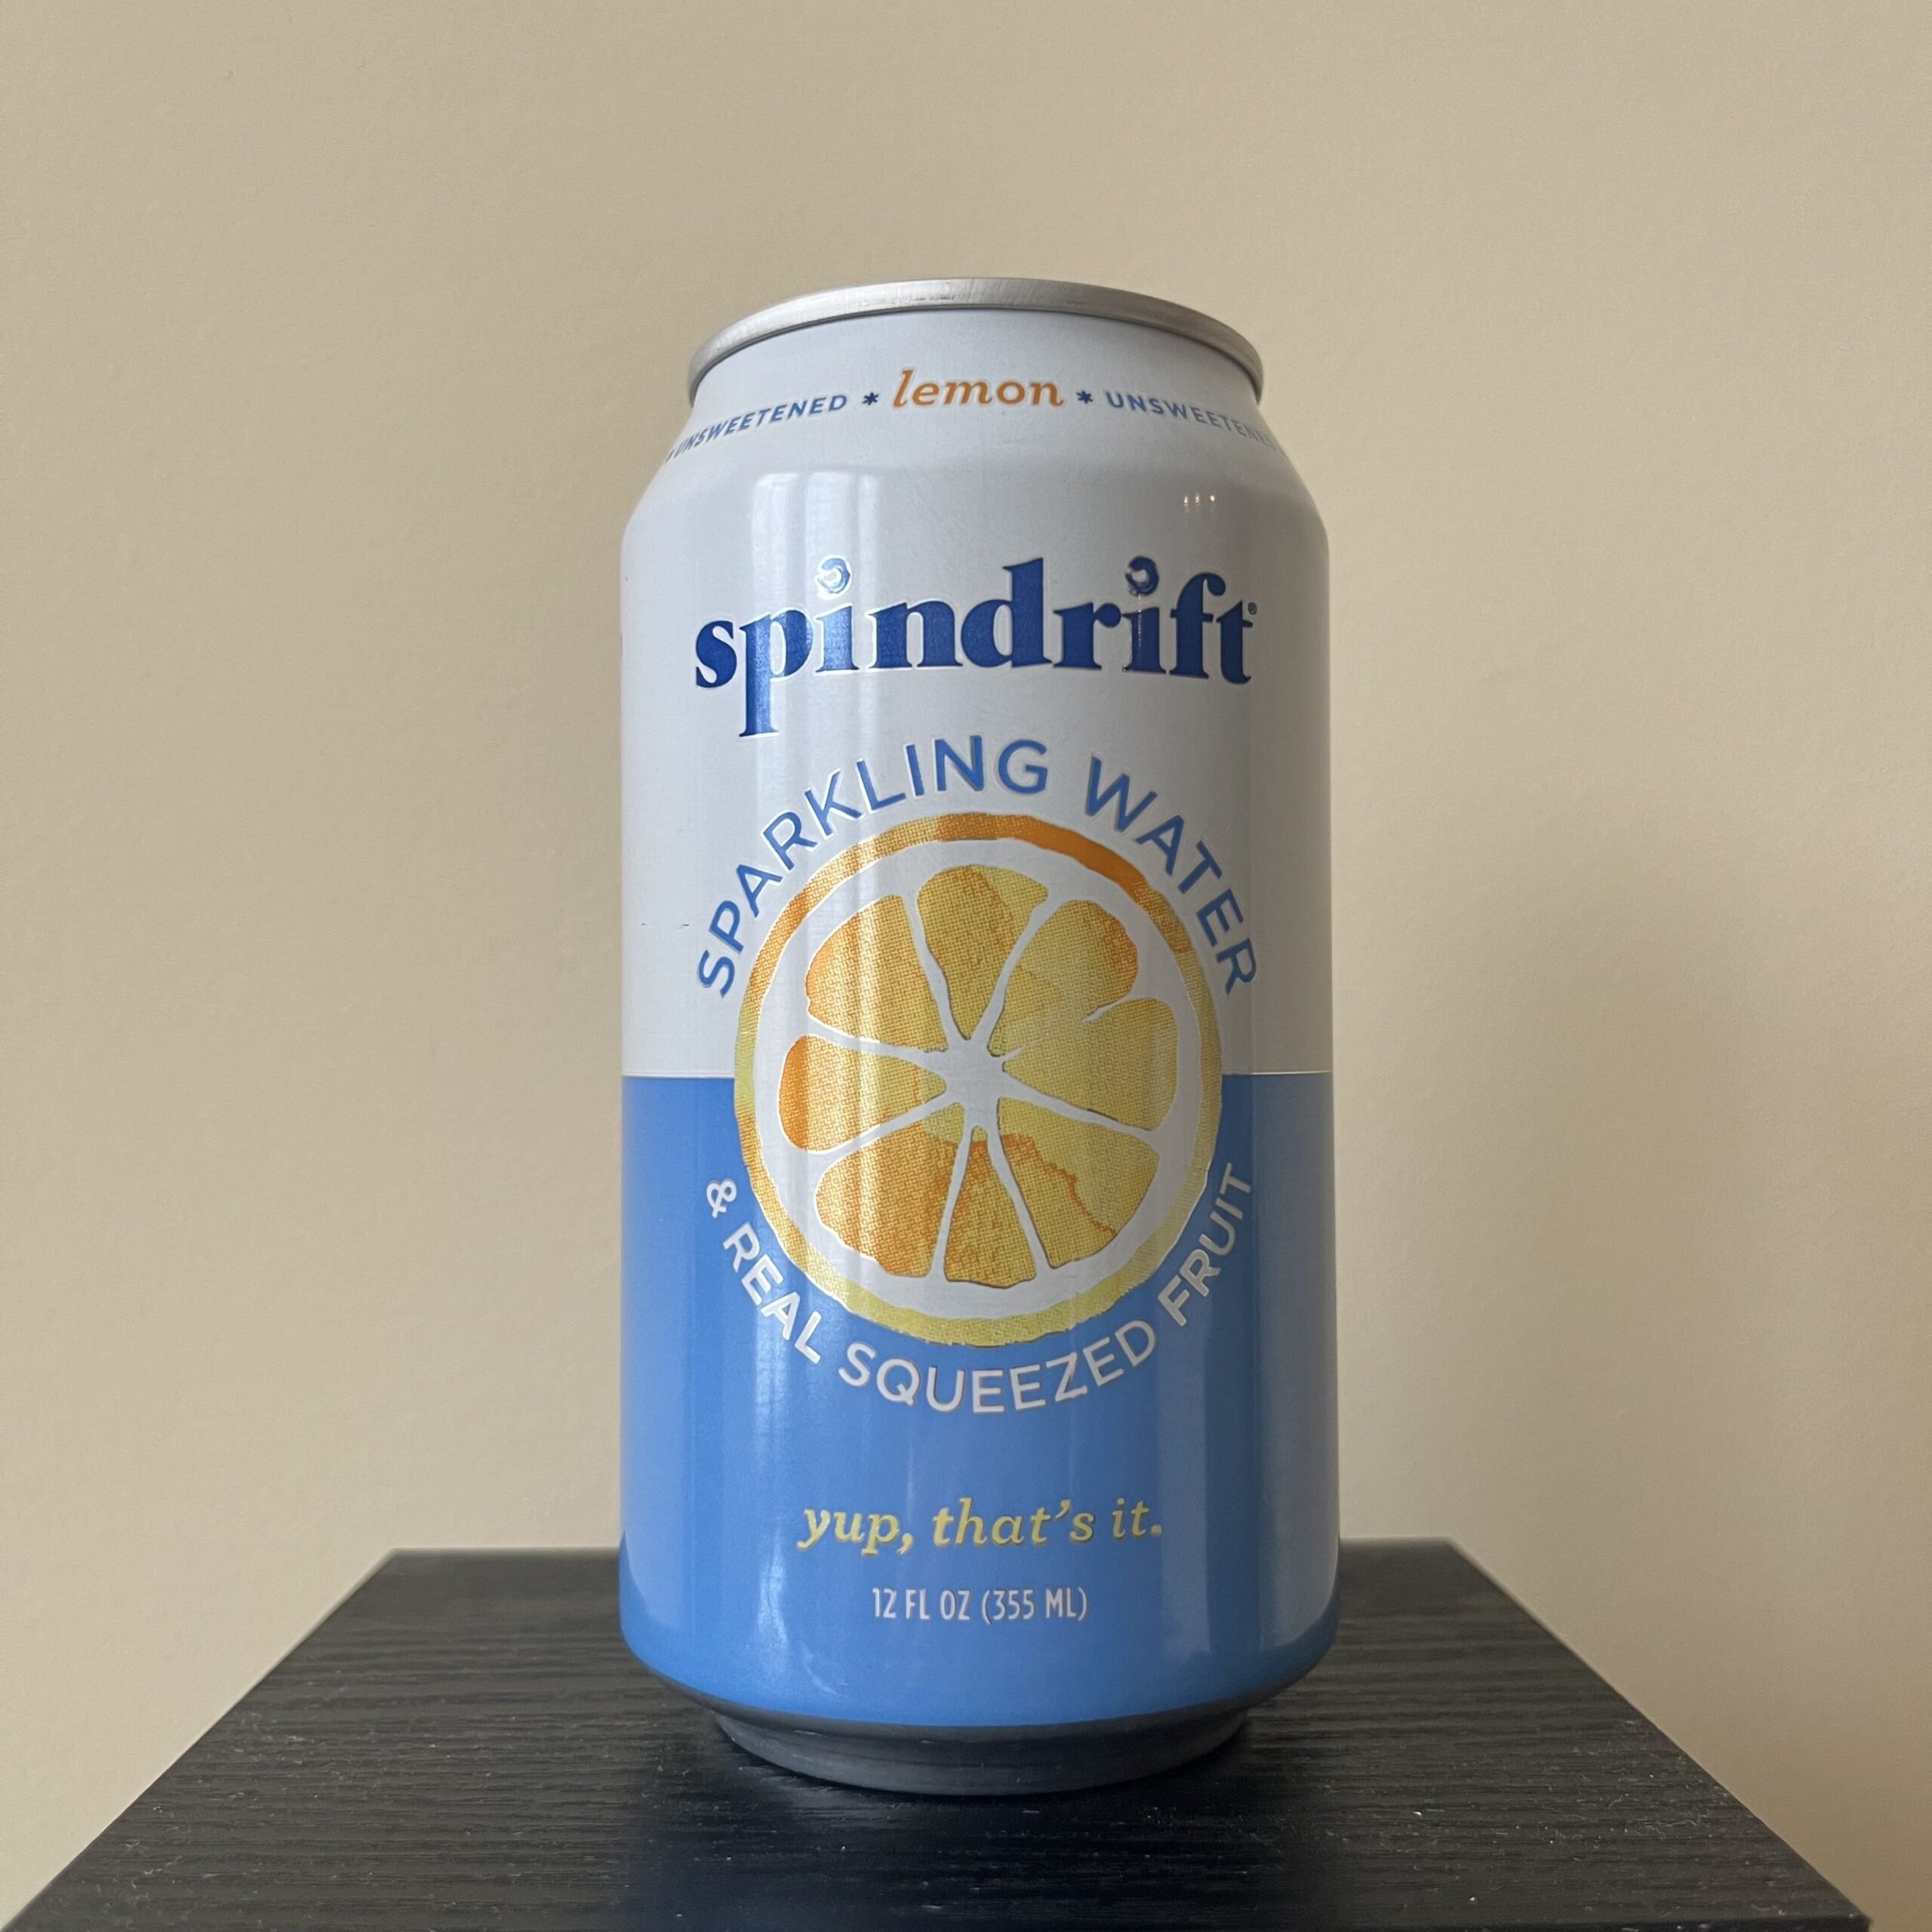 UNSWEETENED * lemon * UNSWEETENED
spindrift®
SPARKLING WATER
& REAL SQUEEZED FRUIT
yup, that's it.
12 FL OZ (355 ML)